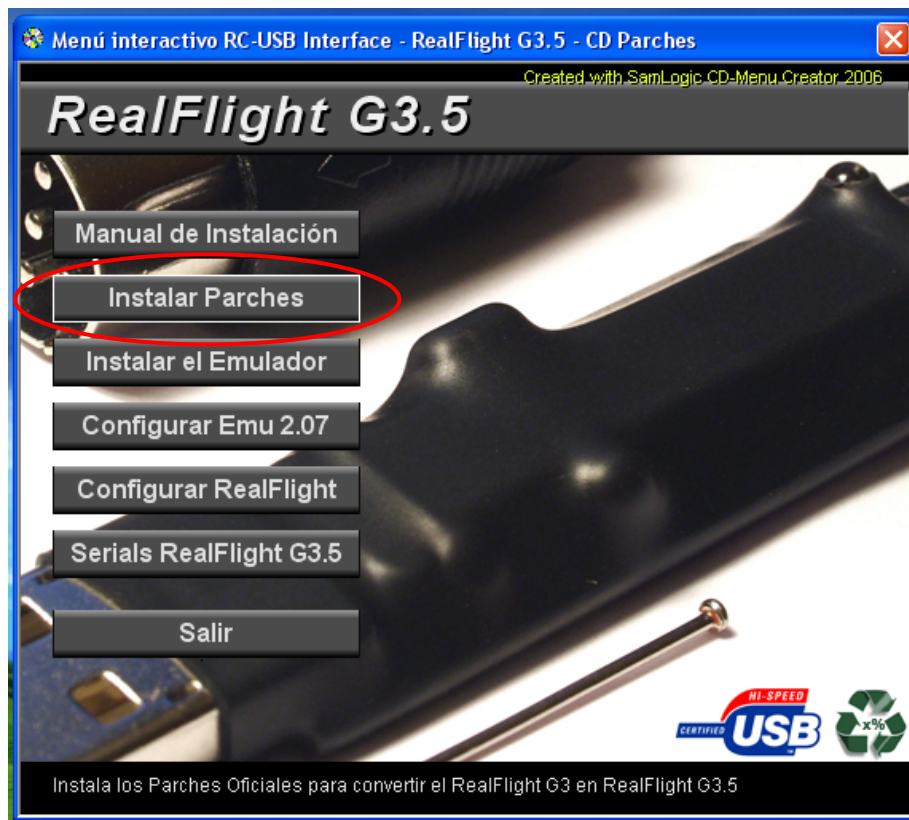 Menú interactivo RC-USB Interface - RealFlight G3.5 - CD Parches
Created with SamLogic CD-Menu Creator 2006
RealFlight G3.5
Manual de Instalación
Instalar Parches
Instalar el Emulador
Configurar Emu 2.07
Configurar RealFlight
Serials RealFlight G3.5
Salir
HI-SPEED
CERTIFIED USB
x%
Instala los Parches Oficiales para convertir el RealFlight G3 en RealFlight G3.5